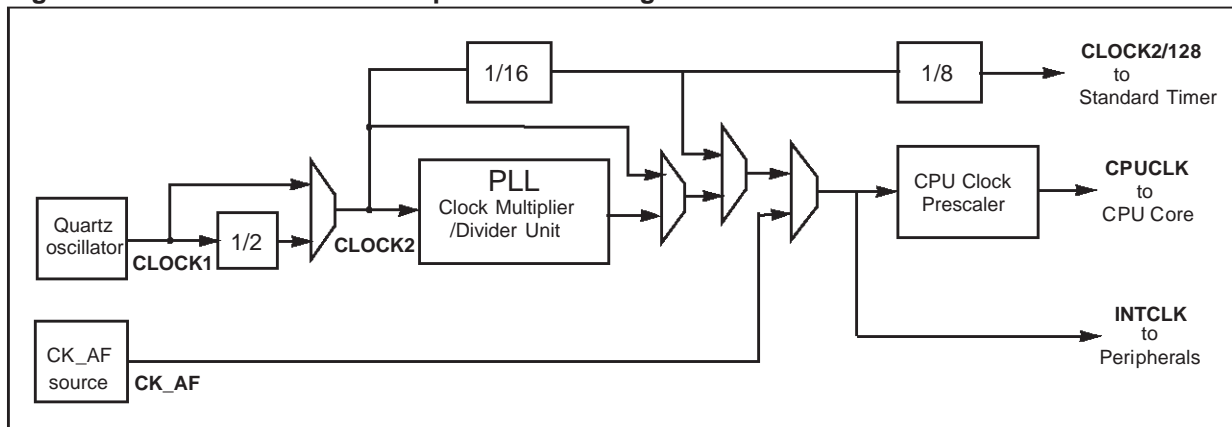 1/16
1/8
CLOCK2/128
to
Standard Timer
PLL
Clock Multiplier
/Divider Unit
CPU Clock
Prescaler
CPUCLK
to
CPU Core
Quartz
oscillator
CLOCK1
1/2
CLOCK2
INTCLK
to
Peripherals
CK_AF
source
CK_AF